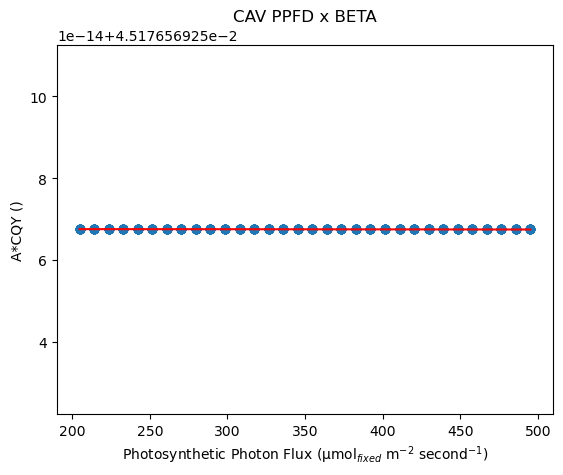 CAV PPFD x BETA
1e−14+4.517656925e−2
10
8
6
4
A*CQY ()
200 250 300 350 400 450 500
Photosynthetic Photon Flux (μmol_fixed m⁻² second⁻¹)